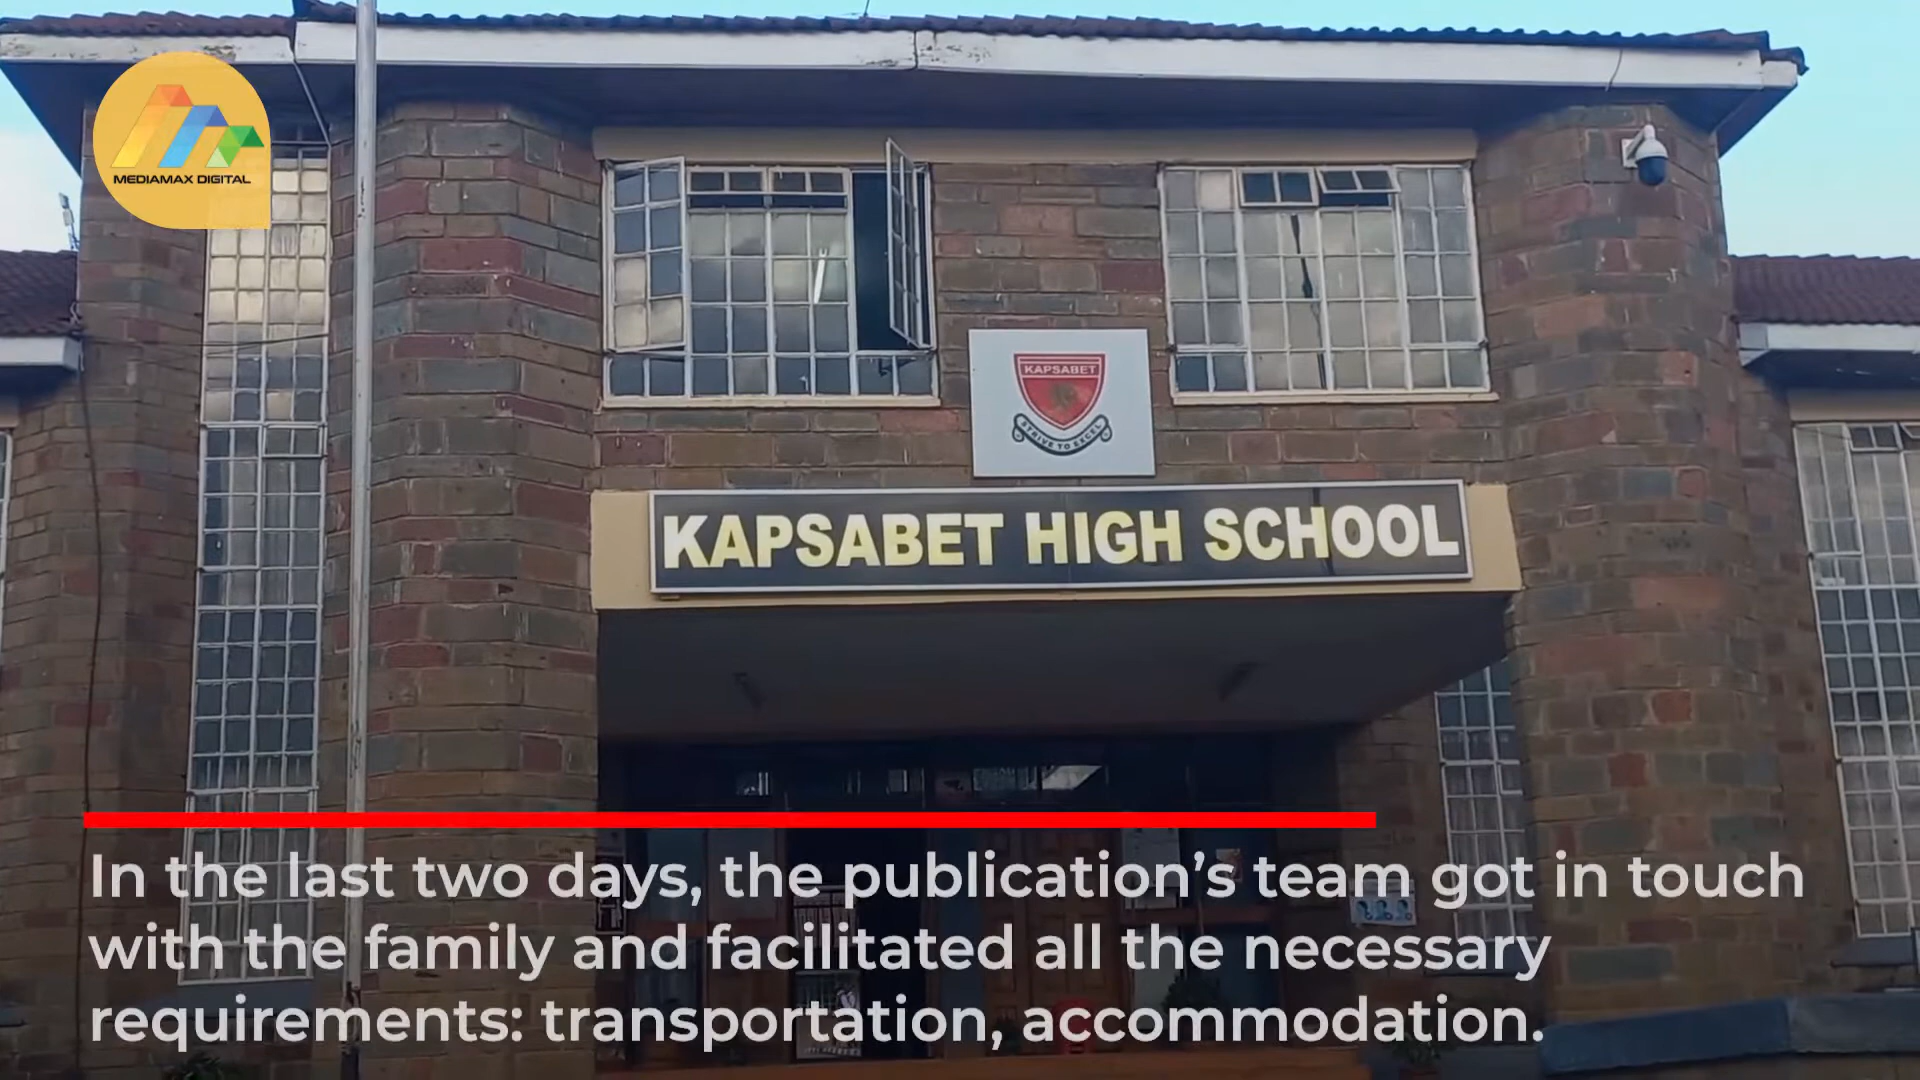 MEDIAMAX DIGITAL
KAPSABET
STRIVE TO EXCEL
KAPSABET HIGH SCHOOL
In the last two days, the publication’s team got in touch
with the family and facilitated all the necessary
requirements: transportation, accommodation.